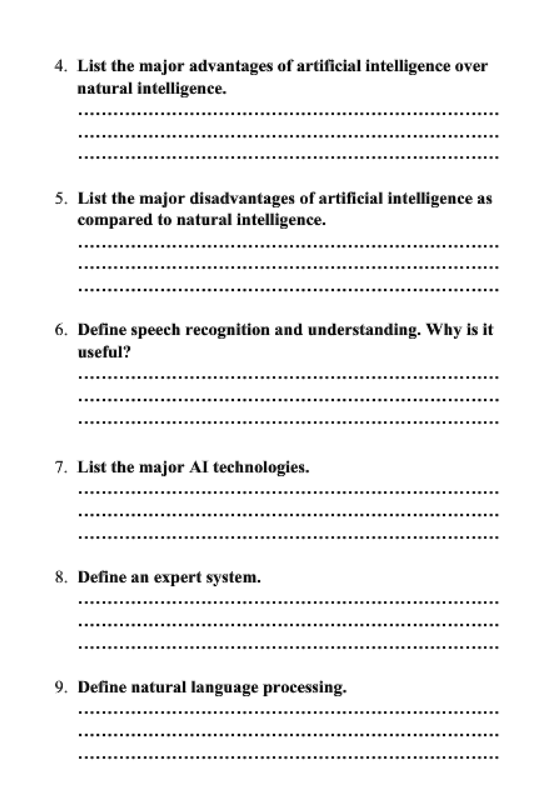 4. List the major advantages of artificial intelligence over
natural intelligence.
.......................................................................
.......................................................................
.......................................................................
5. List the major disadvantages of artificial intelligence as
compared to natural intelligence.
.......................................................................
.......................................................................
.......................................................................
6. Define speech recognition and understanding. Why is it
useful?
.......................................................................
.......................................................................
.......................................................................
7. List the major AI technologies.
.......................................................................
.......................................................................
.......................................................................
8. Define an expert system.
.......................................................................
.......................................................................
.......................................................................
9. Define natural language processing.
.......................................................................
.......................................................................
.......................................................................